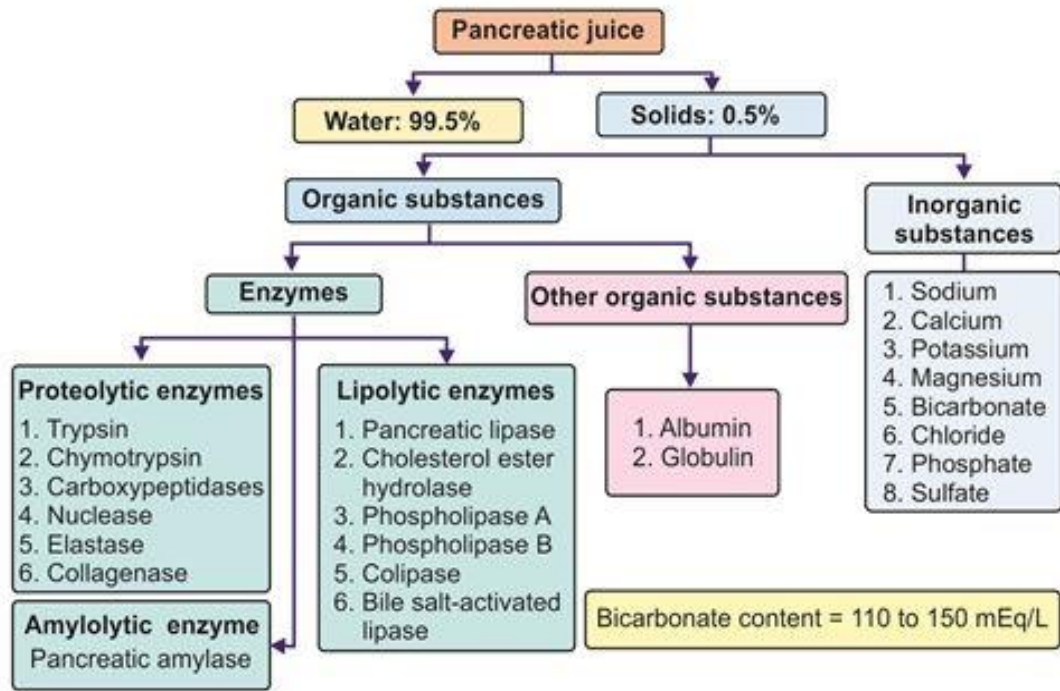 Pancreatic juice
Water: 99.5%
Solids: 0.5%
Organic substances
Inorganic
substances
Enzymes
Other organic substances
1. Sodium
2. Calcium
3. Potassium
4. Magnesium
5. Bicarbonate
6. Chloride
7. Phosphate
8. Sulfate
Proteolytic enzymes
1. Trypsin
2. Chymotrypsin
3. Carboxypeptidases
4. Nuclease
5. Elastase
6. Collagenase
Lipolytic enzymes
1. Pancreatic lipase
2. Cholesterol ester
hydrolase
3. Phospholipase A
4. Phospholipase B
5. Colipase
6. Bile salt-activated
lipase
1. Albumin
2. Globulin
Amylolytic enzyme
Pancreatic amylase
Bicarbonate content = 110 to 150 mEq/L